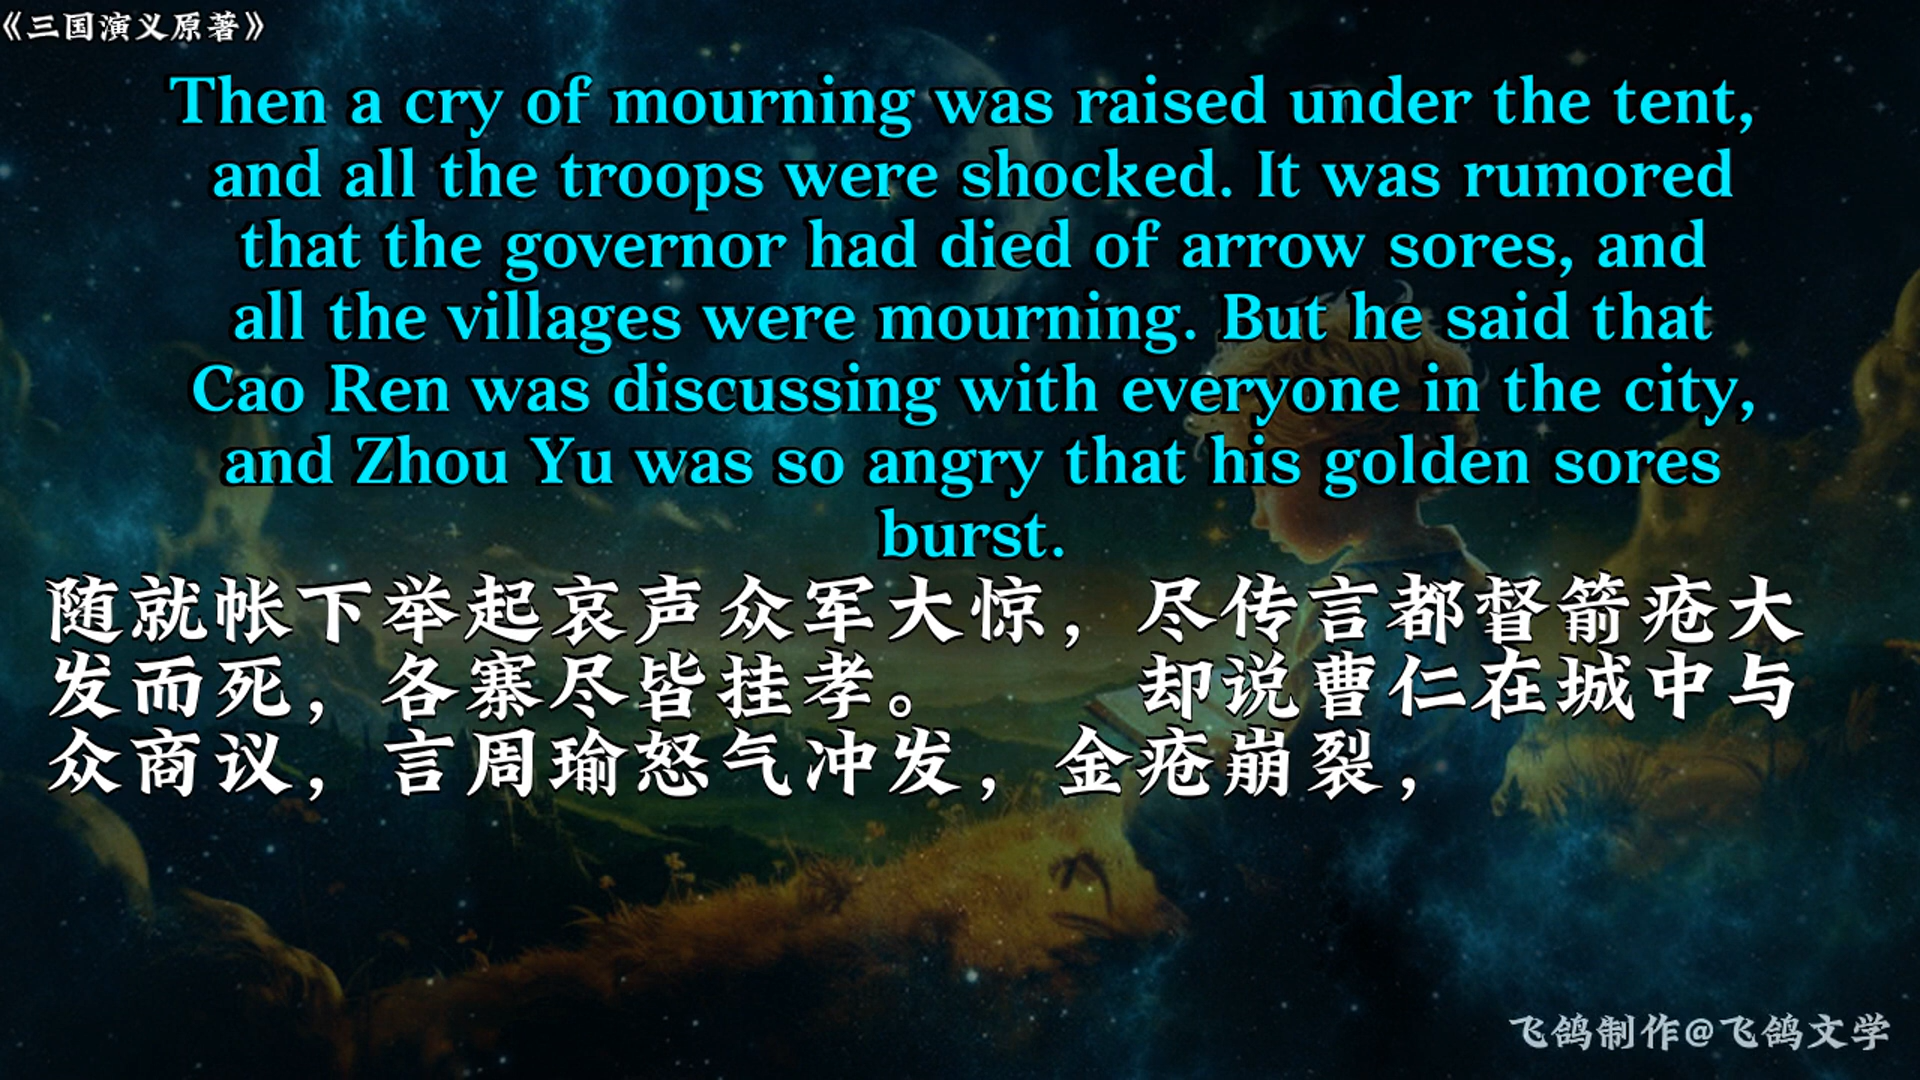 《三国演义原著》
Then a cry of mourning was raised under the tent,
and all the troops were shocked. It was rumored
that the governor had died of arrow sores, and
all the villages were mourning. But he said that
Cao Ren was discussing with everyone in the city,
and Zhou Yu was so angry that his golden sores
burst.
随就帐下举起哀声众军大惊，尽传言都督箭疮大
发而死，各寨尽皆挂孝。　　却说曹仁在城中与
众商议，言周瑜怒气冲发，金疮崩裂，
飞鸽制作@飞鸽文学